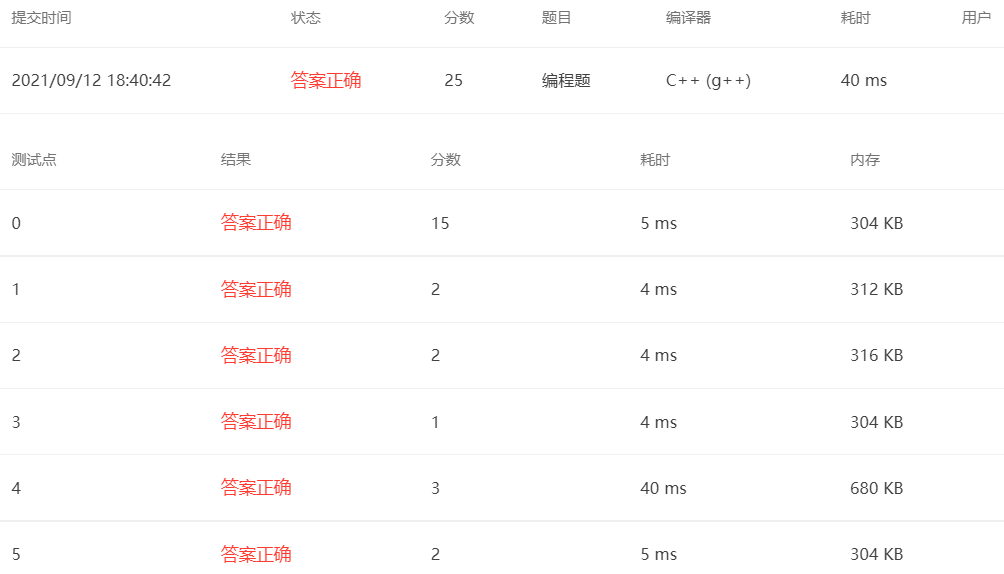 提交时间 状态 分数 题目 编译器 耗时 用户
2021/09/12 18:40:42 答案正确 25 编程题 C++ (g++) 40 ms
测试点 结果 分数 耗时 内存
0 答案正确 15 5 ms 304 KB
1 答案正确 2 4 ms 312 KB
2 答案正确 2 4 ms 316 KB
3 答案正确 1 4 ms 304 KB
4 答案正确 3 40 ms 680 KB
5 答案正确 2 5 ms 304 KB